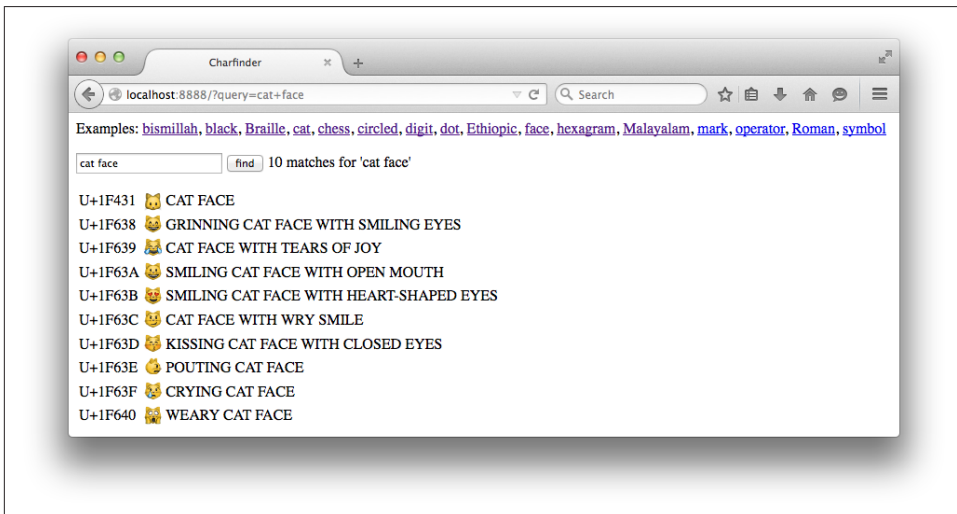 Charfinder
localhost:8888/?query=cat+face
Search
Examples: bismillah, black, Braille, cat, chess, circled, digit, dot, Ethiopic, face, hexagram, Malayalam, mark, operator, Roman, symbol
cat face find 10 matches for 'cat face'
U+1F431 🐱 CAT FACE
U+1F638 😸 GRINNING CAT FACE WITH SMILING EYES
U+1F639 😹 CAT FACE WITH TEARS OF JOY
U+1F63A 😺 SMILING CAT FACE WITH OPEN MOUTH
U+1F63B 😻 SMILING CAT FACE WITH HEART-SHAPED EYES
U+1F63C 😼 CAT FACE WITH WRY SMILE
U+1F63D 😽 KISSING CAT FACE WITH CLOSED EYES
U+1F63E 😾 POUTING CAT FACE
U+1F63F 😿 CRYING CAT FACE
U+1F640 🙀 WEARY CAT FACE